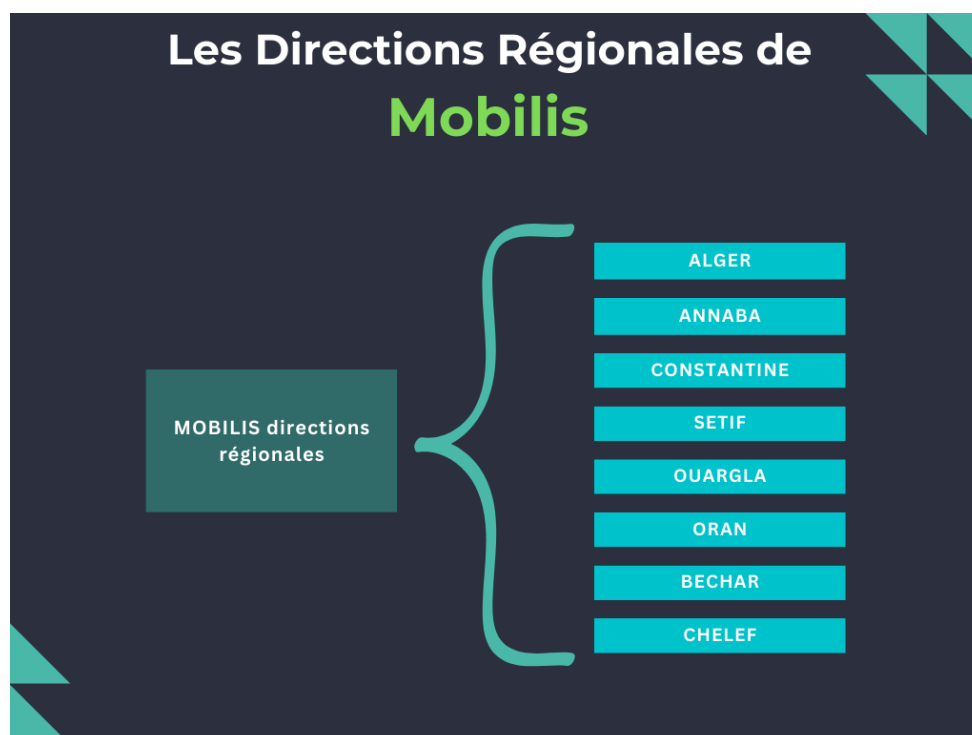 Les Directions Régionales de
Mobilis
MOBILIS directions
régionales
ALGER
ANNABA
CONSTANTINE
SETIF
OUARGLA
ORAN
BECHAR
CHELEF